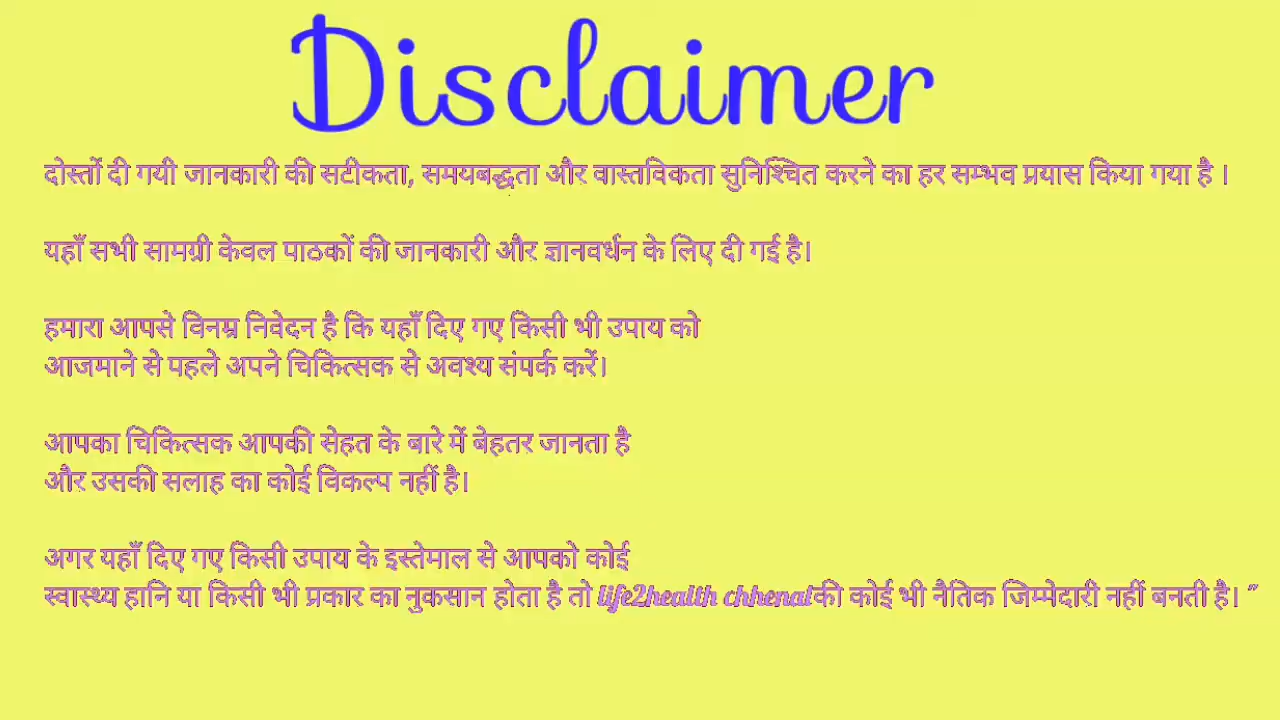 Disclaimer
दोस्तों दी गयी जानकारी की सटीकता, समयबद्धता और वास्तविकता सुनिश्चित करने का हर सम्भव प्रयास किया गया है ।
यहाँ सभी सामग्री केवल पाठकों की जानकारी और ज्ञानवर्धन के लिए दी गई है।
हमारा आपसे विनम्र निवेदन है कि यहाँ दिए गए किसी भी उपाय को
आजमाने से पहले अपने चिकित्सक से अवश्य संपर्क करें।
आपका चिकित्सक आपकी सेहत के बारे में बेहतर जानता है
और उसकी सलाह का कोई विकल्प नहीं है।
अगर यहाँ दिए गए किसी उपाय के इस्तेमाल से आपको कोई
स्वास्थ्य हानि या किसी भी प्रकार का नुकसान होता है तो life2health chhenalकी कोई भी नैतिक जिम्मेदारी नहीं बनती है। ”